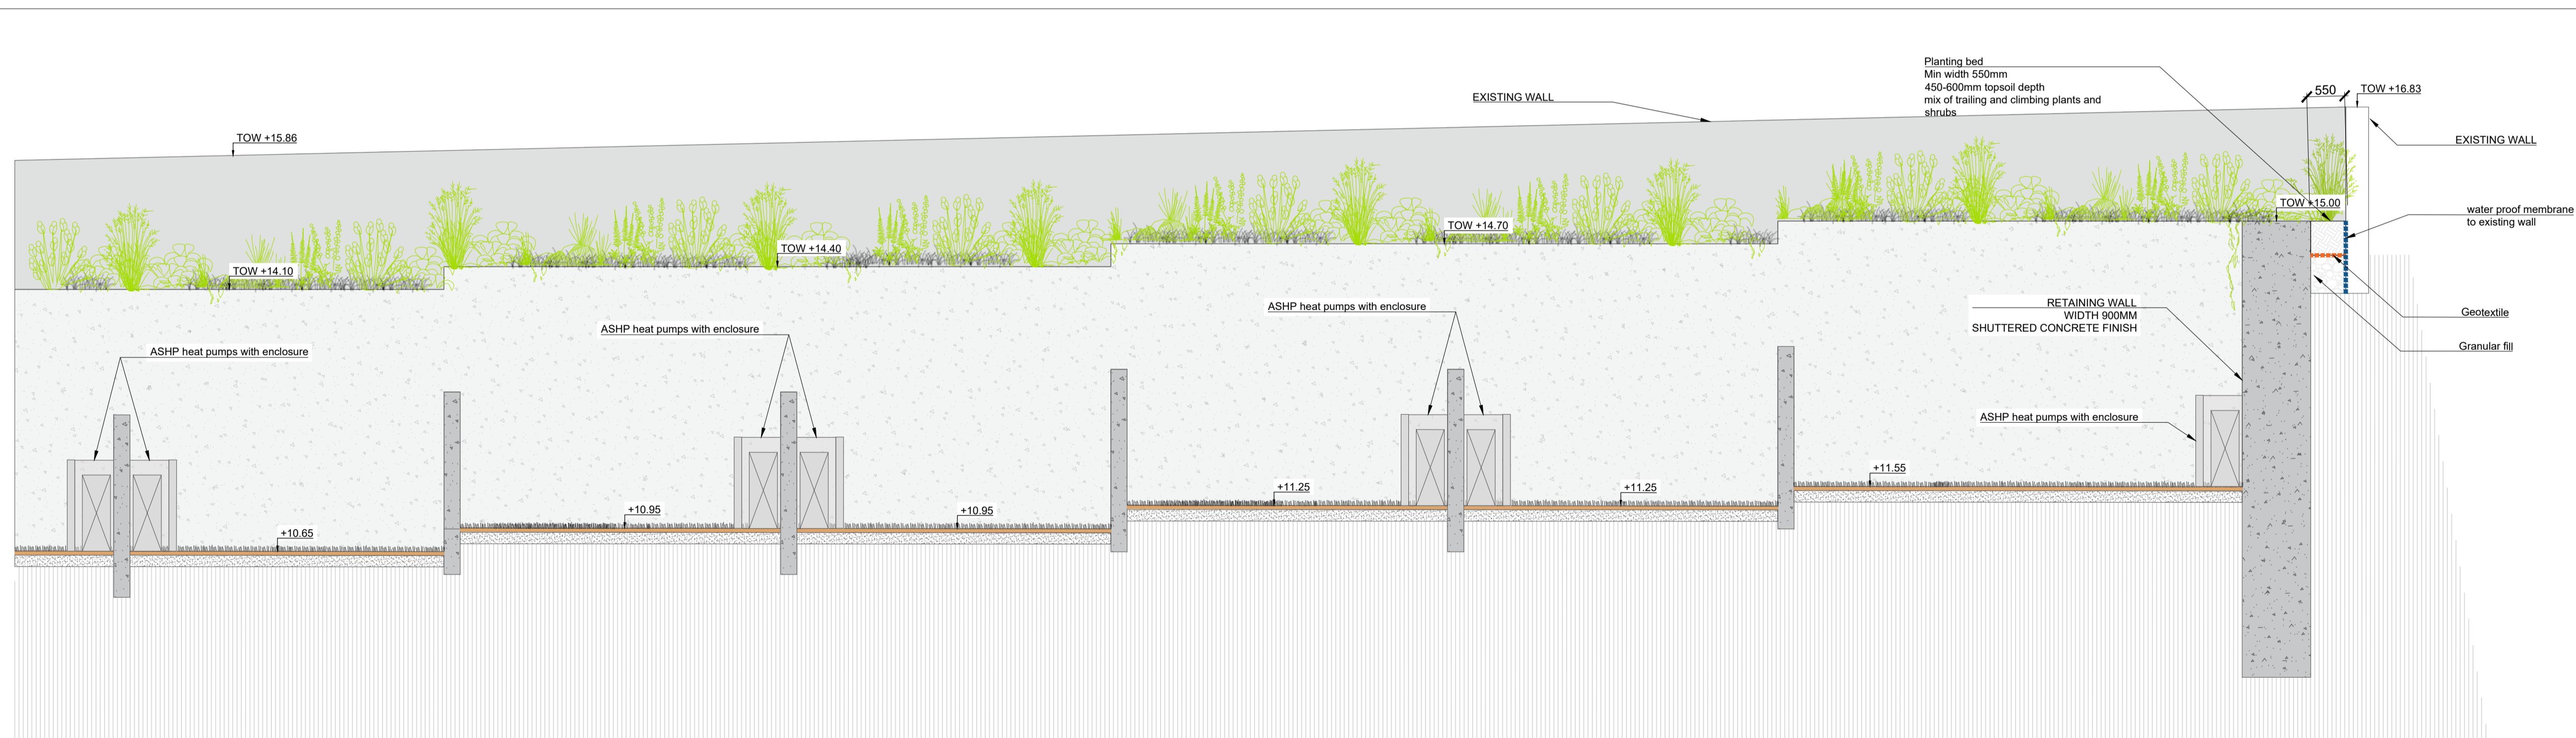 Planting bed
Min width 550mm
450-600mm topsoil depth
mix of trailing and climbing plants and
shrubs
550
TOW +16.83
EXISTING WALL
EXISTING WALL
TOW +15.86
TOW +15.00
water proof membrane
to existing wall
TOW +14.70
TOW +14.40
TOW +14.10
RETAINING WALL
WIDTH 900MM
SHUTTERED CONCRETE FINISH
Geotextile
Granular fill
ASHP heat pumps with enclosure
ASHP heat pumps with enclosure
ASHP heat pumps with enclosure
ASHP heat pumps with enclosure
+11.55
+11.25
+11.25
+10.95
+10.95
+10.65